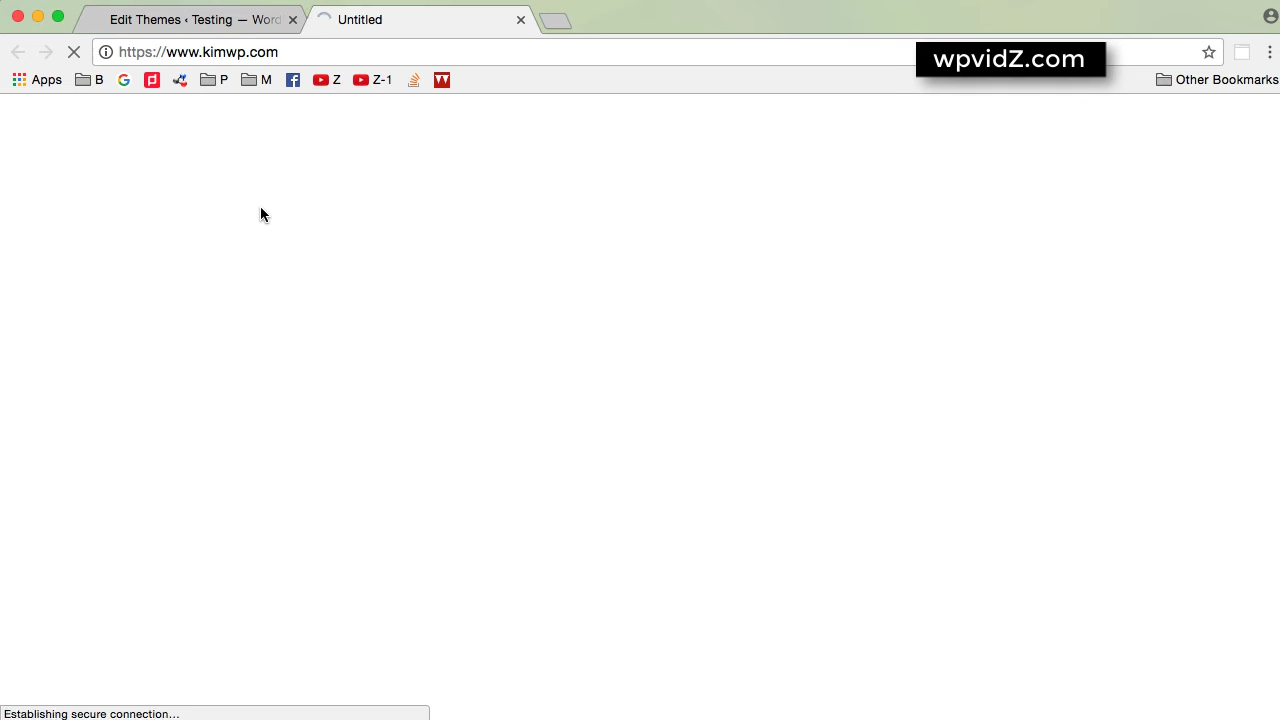 Edit Themes ‹ Testing — Word
Untitled
https://www.kimwp.com
wpvidZ.com
Apps
B
P
M
Z
Z-1
Other Bookmarks
Establishing secure connection...